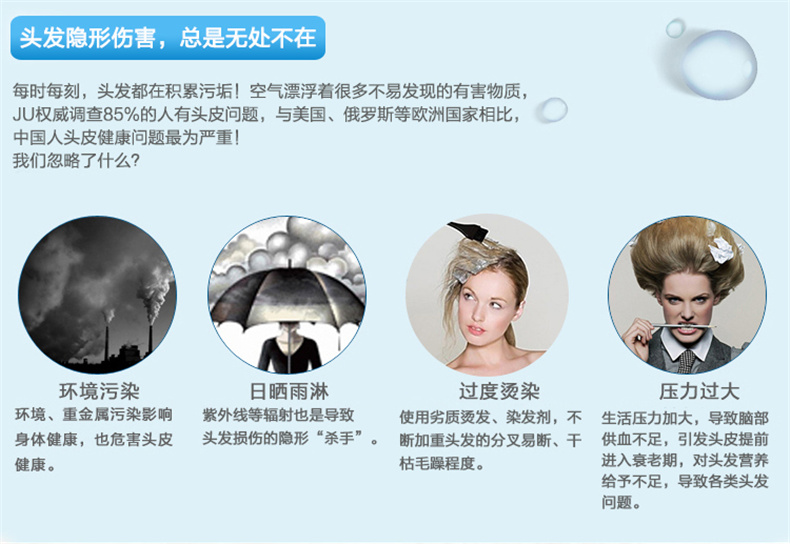 头发隐形伤害，总是无处不在
每时每刻，头发都在积累污垢！空气漂浮着很多不易发现的有害物质，
JU权威调查85%的人有头皮问题，与美国、俄罗斯等欧洲国家相比，
中国人头皮健康问题最为严重！
我们忽略了什么？
环境污染
环境、重金属污染影响
身体健康，也危害头皮
健康。
日晒雨淋
紫外线等辐射也是导致
头发损伤的隐形“杀手”。
过度烫染
使用劣质烫发、染发剂，不
断加重头发的分叉易断、干
枯毛躁程度。
压力过大
生活压力加大，导致脑部
供血不足，引发头皮提前
进入衰老期，对头发营养
给予不足，导致各类头发
问题。